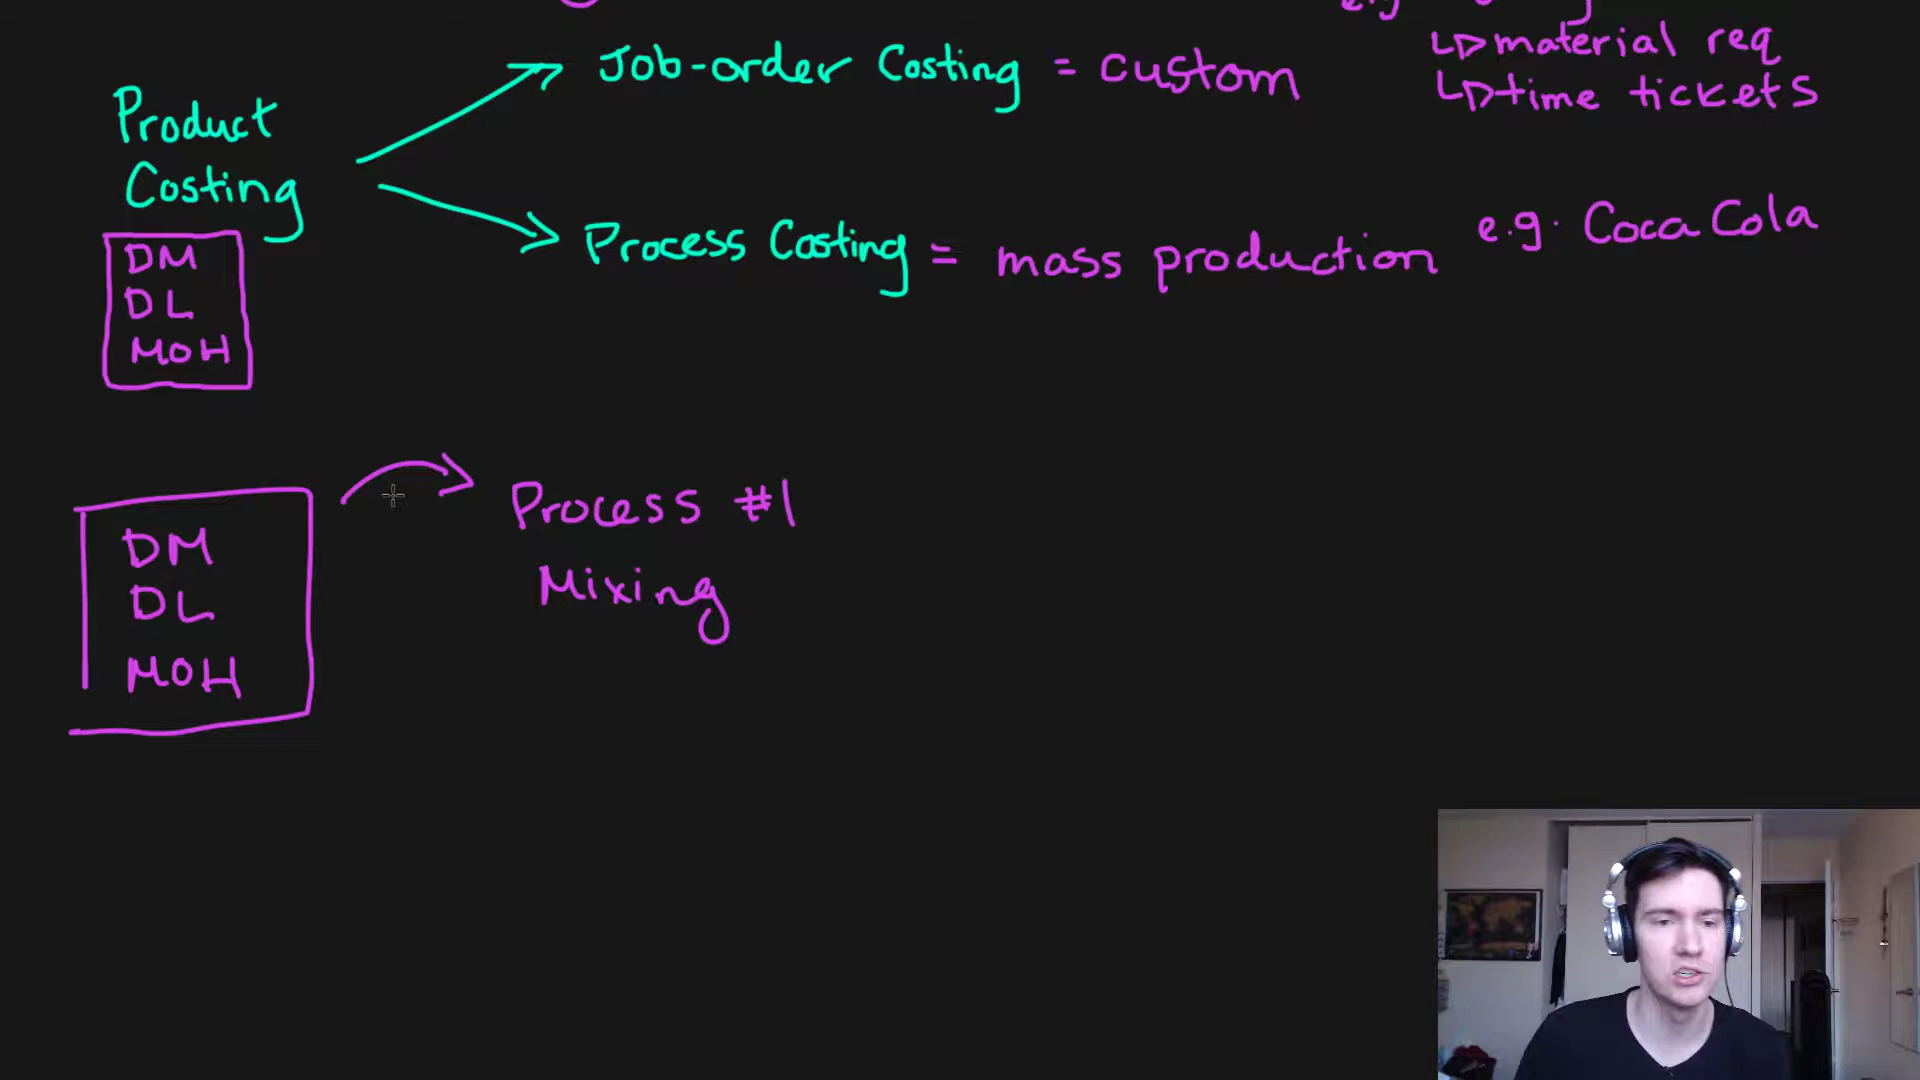 e.g
↳material req
↳time tickets
Job-order Costing = custom
Product
Costing
Process Costing = mass production e.g. Coca Cola
DM
DL
MOH
Process #1
Mixing
DM
DL
MOH